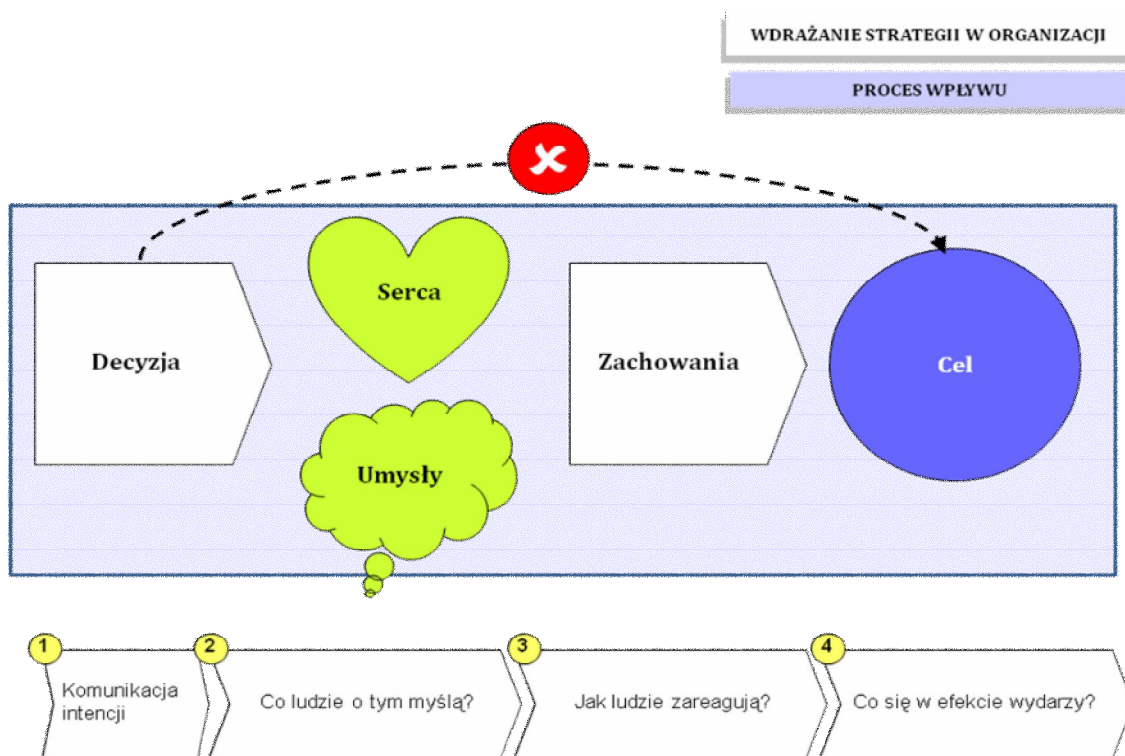 WDRAŻANIE STRATEGII W ORGANIZACJI
PROCES WPŁYWU
Serca
Decyzja
Zachowania
Cel
Umysły
1
Komunikacja
intencji
2
Co ludzie o tym myślą?
3
Jak ludzie zareagują?
4
Co się w efekcie wydarzy?